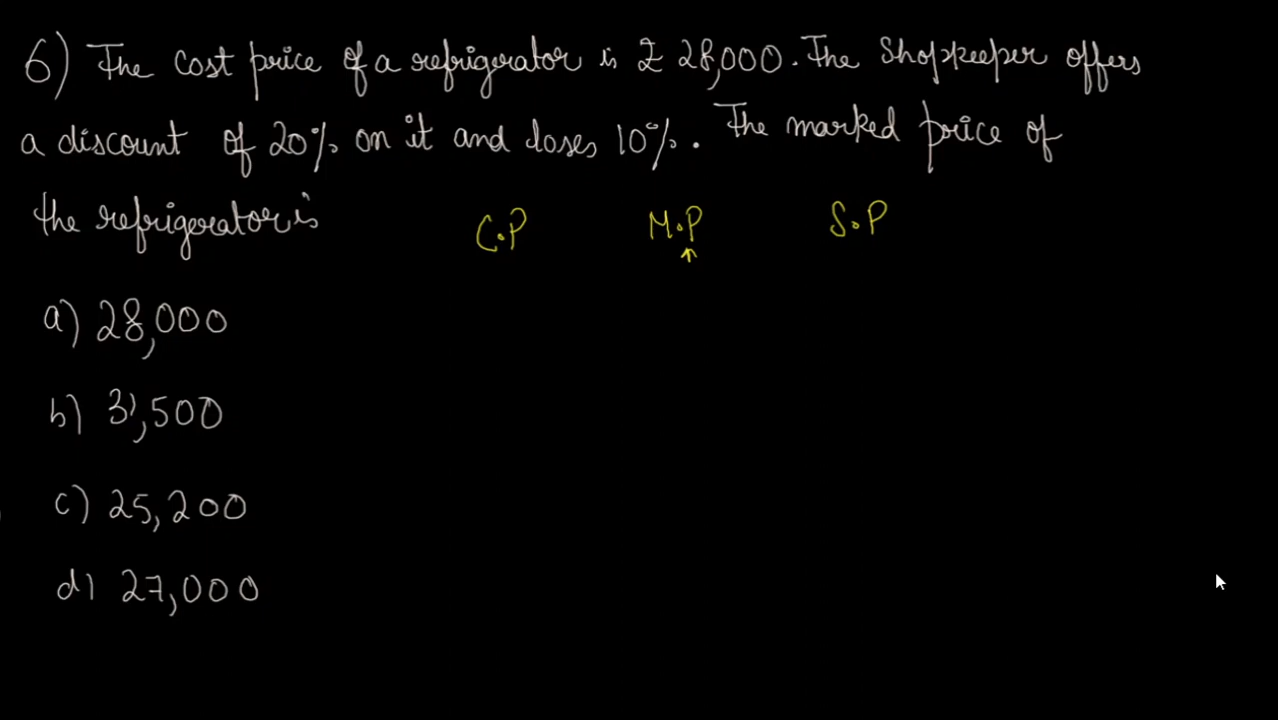 6) The cost price of a refrigerator is ₹ 28,000. The Shopkeeper offers
a discount of 20% on it and loses 10%. The marked price of
the refrigerator is
C.P M.P S.P
a) 28,000
b) 31,500
c) 25,200
d) 27,000